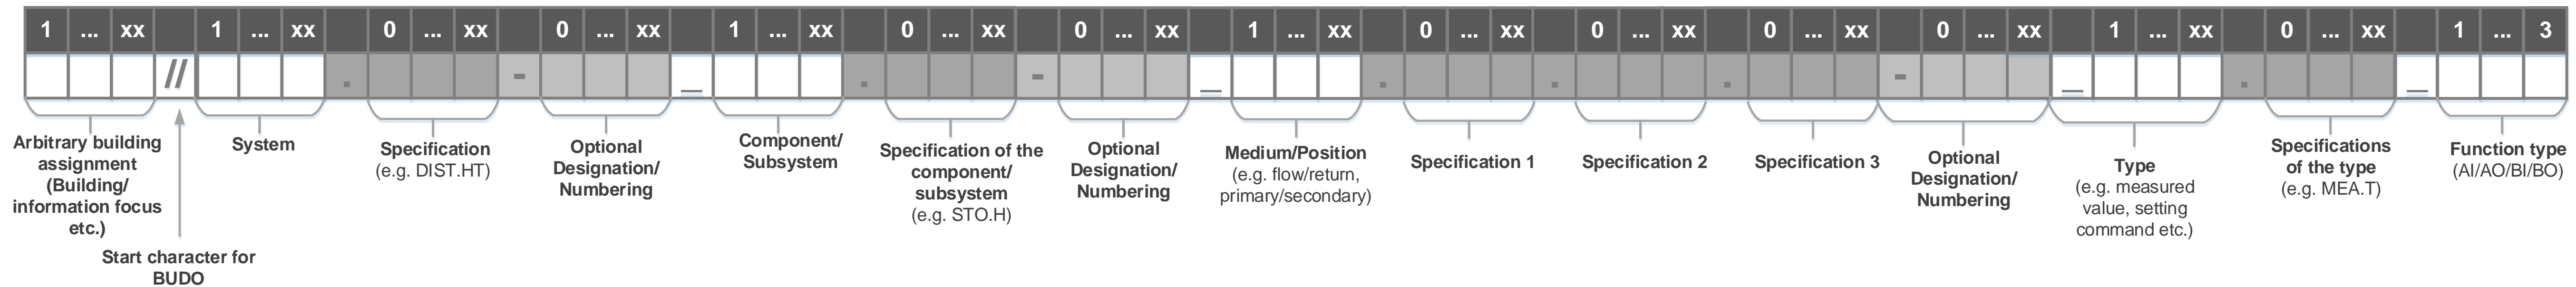 1 ... xx 1 ... xx 0 ... xx 0 ... xx 1 ... xx 0 ... xx 0 ... xx 1 ... xx 0 ... xx 0 ... xx 0 ... xx 0 ... xx 1 ... xx 0 ... xx 1 ... 3
// . - _ . - _ . . . - _ . _
Arbitrary building
assignment
(Building/
information focus
etc.)
Start character for
BUDO
System
Specification
(e.g. DIST.HT)
Optional
Designation/
Numbering
Component/
Subsystem
Specification of the
component/
subsystem
(e.g. STO.H)
Optional
Designation/
Numbering
Medium/Position
(e.g. flow/return,
primary/secondary)
Specification 1
Specification 2
Specification 3
Optional
Designation/
Numbering
Type
(e.g. measured
value, setting
command etc.)
Specifications
of the type
(e.g. MEA.T)
Function type
(AI/AO/BI/BO)